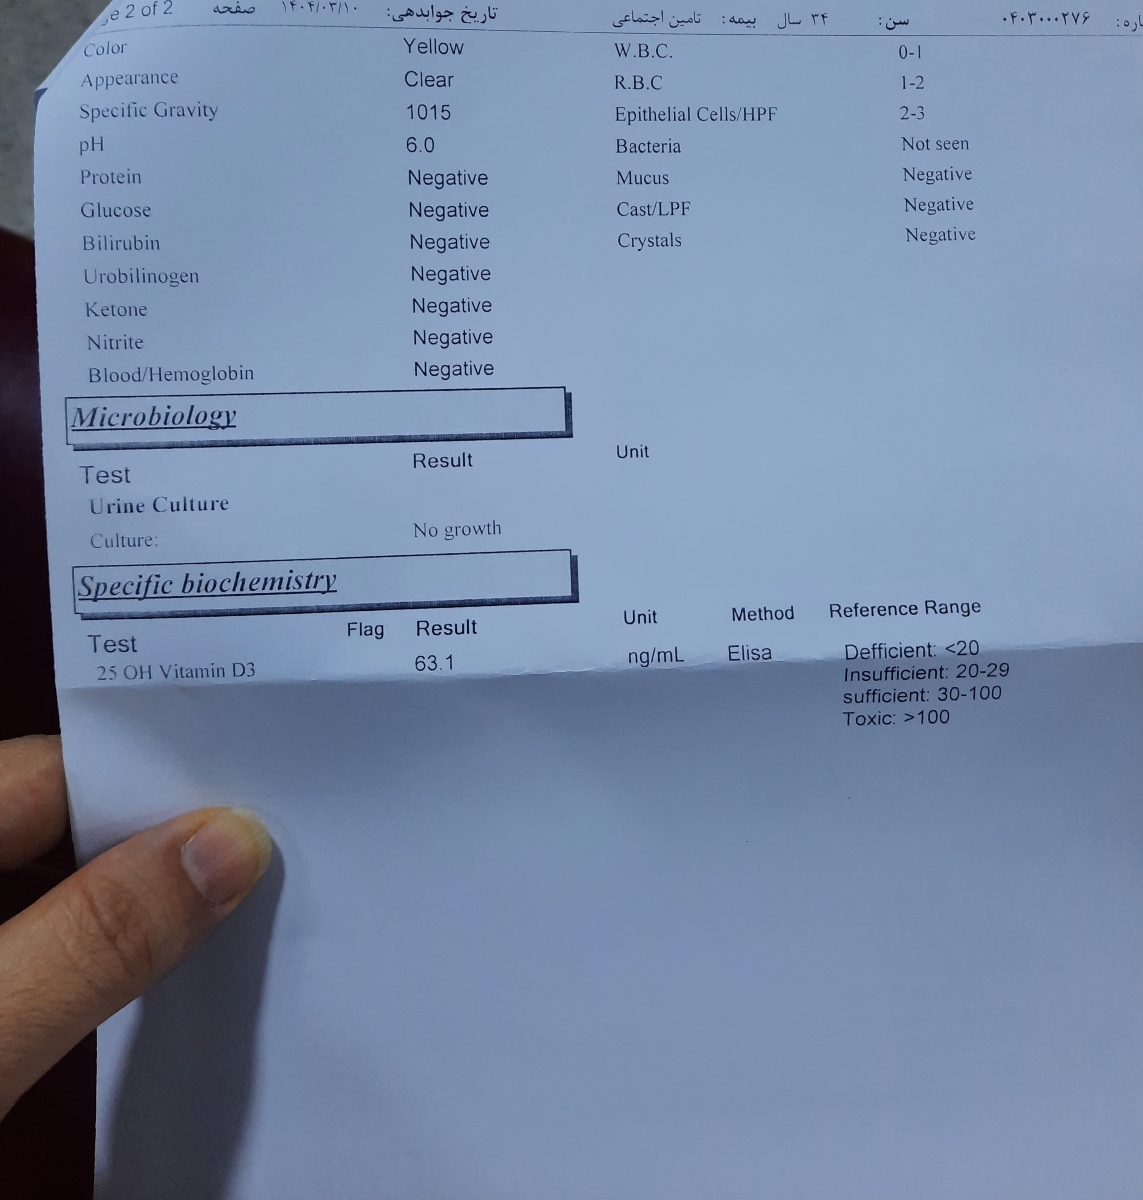 صفحه 2 of 2 تاریخ جوابدهی: ۱۴۰۴/۰۳/۱۰ بیمه: تامین اجتماعی سن: ۳۴ سال ۰۴۰۳۰۰۰۲۷۶
Color Yellow W.B.C. 0-1
Appearance Clear R.B.C 1-2
Specific Gravity 1015 Epithelial Cells/HPF 2-3
pH 6.0 Bacteria Not seen
Protein Negative Mucus Negative
Glucose Negative Cast/LPF Negative
Bilirubin Negative Crystals Negative
Urobilinogen Negative
Ketone Negative
Nitrite Negative
Blood/Hemoglobin Negative
Microbiology
Test Result Unit
Urine Culture
Culture: No growth
Specific biochemistry
Test Flag Result Unit Method Reference Range
25 OH Vitamin D3 63.1 ng/mL Elisa Defficient: <20
Insufficient: 20-29
sufficient: 30-100
Toxic: >100